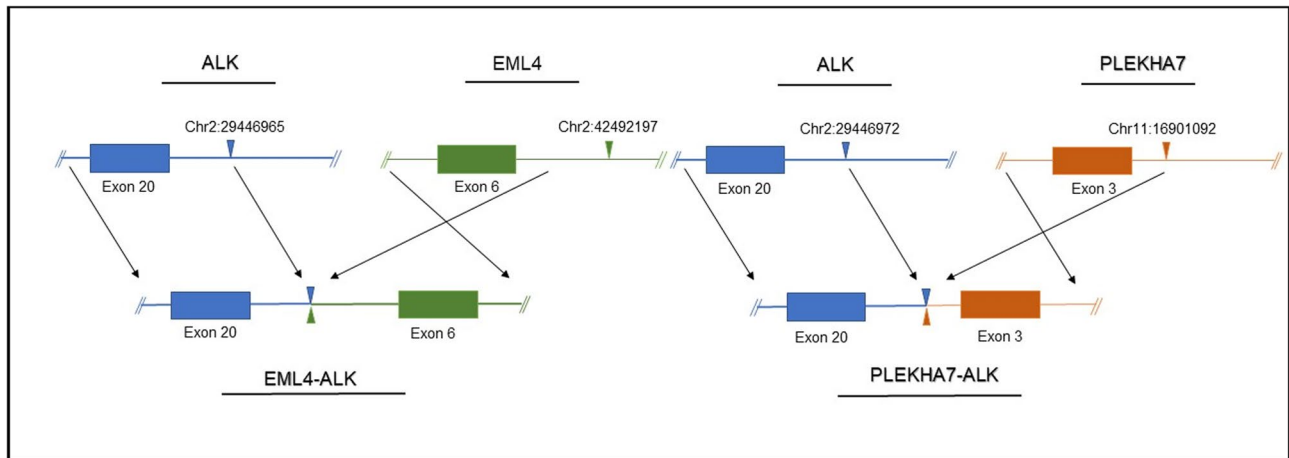 ALK
EML4
ALK
PLEKHA7
Chr2:29446965
Chr2:42492197
Chr2:29446972
Chr11:16901092
Exon 20
Exon 6
Exon 20
Exon 3
Exon 20
Exon 6
Exon 20
Exon 3
EML4-ALK
PLEKHA7-ALK